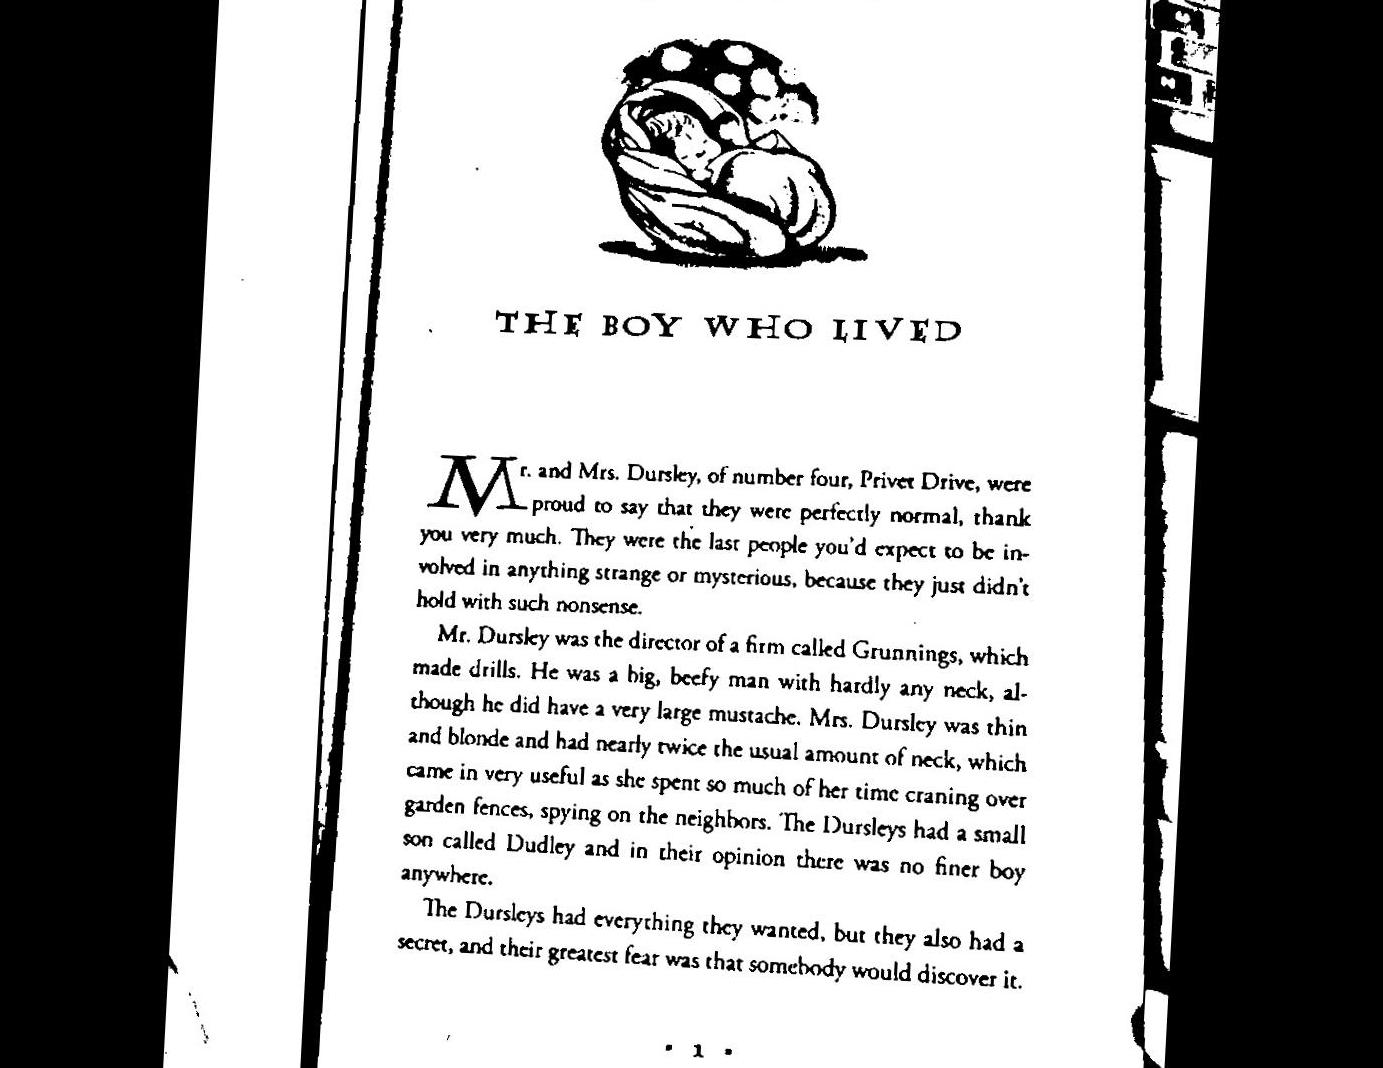 THE BOY WHO LIVED
Mr. and Mrs. Dursley, of number four, Privet Drive, were
proud to say that they were perfectly normal, thank
you very much. They were the last people you'd expect to be in-
volved in anything strange or mysterious, because they just didn't
hold with such nonsense.
Mr. Dursley was the director of a firm called Grunnings, which
made drills. He was a big, beefy man with hardly any neck, al-
though he did have a very large mustache. Mrs. Dursley was thin
and blonde and had nearly twice the usual amount of neck, which
came in very useful as she spent so much of her time craning over
garden fences, spying on the neighbors. The Dursleys had a small
son called Dudley and in their opinion there was no finer boy
anywhere.
The Dursleys had everything they wanted, but they also had a
secret, and their greatest fear was that somebody would discover it.
• 1 •